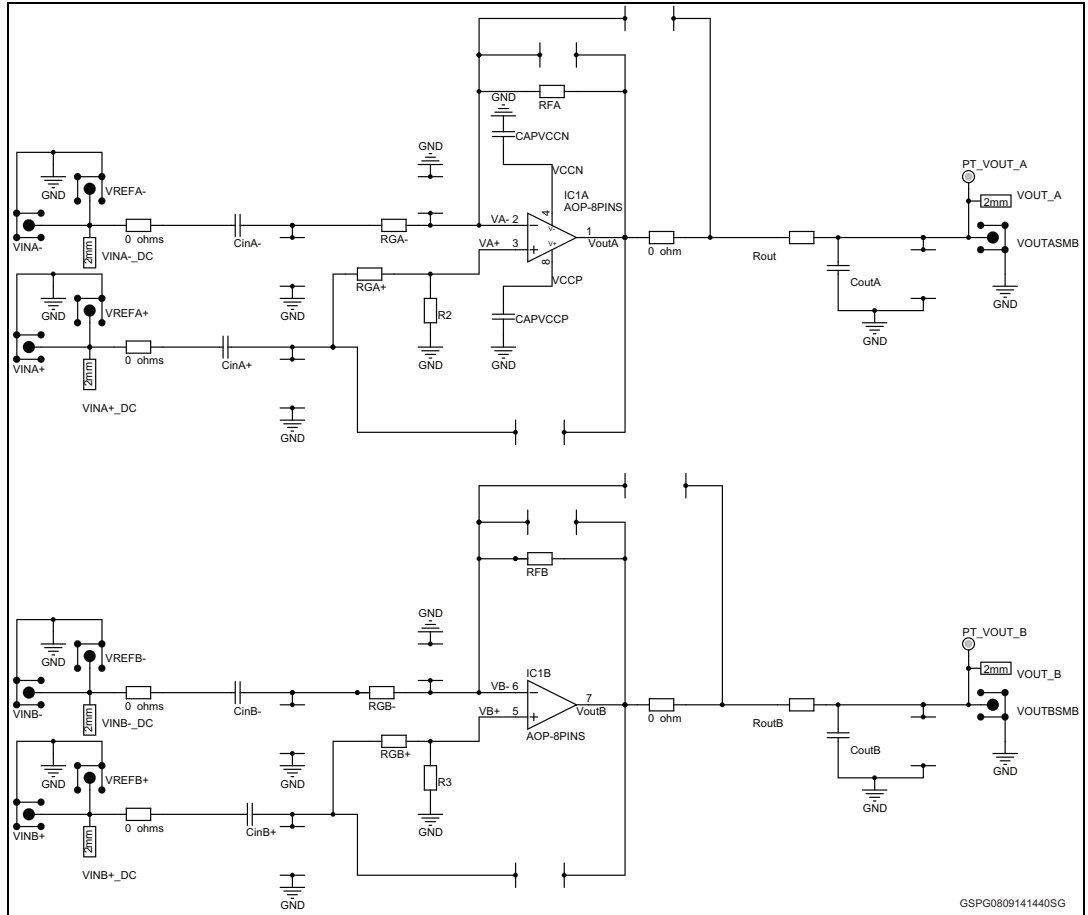 GND
RFA
CAPVCCN
GND
VCCN
PT_VOUT_A
IC1A
AOP-8PINS
2mm
VOUT_A
GND
VREFA-
VA- 2
4
V-
1
VoutA
VOUTASMB
VINA-
2mm
0 ohms
VINA-_DC
CinA-
RGA-
VA+ 3
V+
8
0 ohm
Rout
VCCP
CoutA
GND
GND
VREFA+
RGA+
GND
R2
CAPVCCP
GND
VINA+
2mm
0 ohms
CinA+
GND
GND
VINA+_DC
GND
RFB
GND
PT_VOUT_B
GND
VREFB-
IC1B
2mm
VOUT_B
VB- 6
7
VoutB
VINB-
2mm
0 ohms
VINB-_DC
CinB-
RGB-
VB+ 5
AOP-8PINS
0 ohm
RoutB
VOUTBSMB
CoutB
RGB+
GND
VREFB+
GND
R3
GND
GND
GND
VINB+
2mm
0 ohms
CinB+
VINB+_DC
GND
GSPG0809141440SG